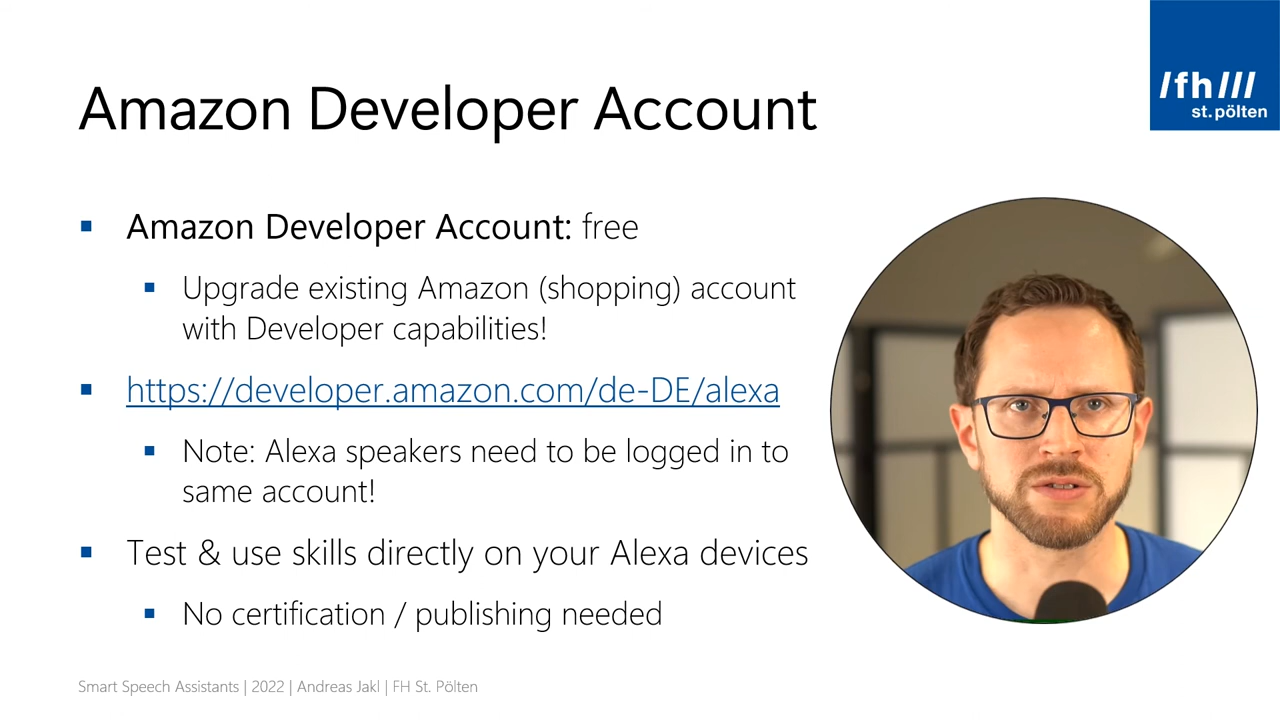 /fh///
st.pölten
Amazon Developer Account
▪ Amazon Developer Account: free
▪ Upgrade existing Amazon (shopping) account
with Developer capabilities!
▪ https://developer.amazon.com/de-DE/alexa
▪ Note: Alexa speakers need to be logged in to
same account!
▪ Test & use skills directly on your Alexa devices
▪ No certification / publishing needed
Smart Speech Assistants | 2022 | Andreas Jakl | FH St. Pölten